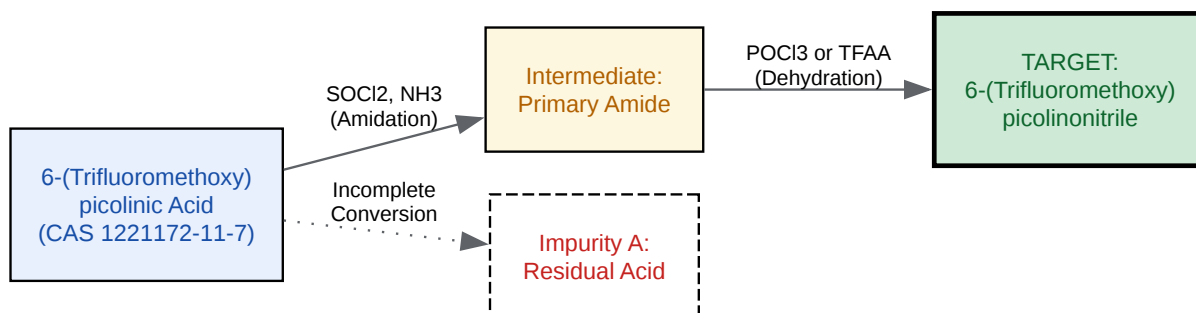 6-(Trifluoromethoxy)
picolinic Acid
(CAS 1221172-11-7)
SOCl2, NH3
(Amidation)
Incomplete
Conversion
Intermediate:
Primary Amide
Impurity A:
Residual Acid
POCl3 or TFAA
(Dehydration)
TARGET:
6-(Trifluoromethoxy)
picolinonitrile